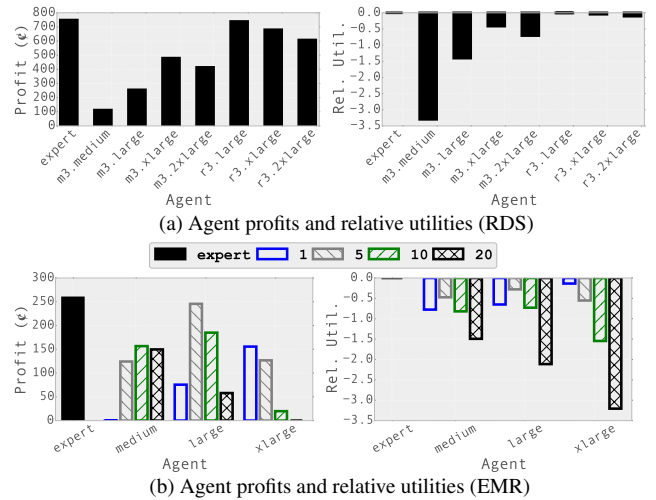 800
700
600
500
400
300
200
100
0
Profit (¢)
expert
m3.medium
m3.large
m3.xlarge
m3.2xlarge
r3.large
r3.xlarge
r3.2xlarge
Agent
0.0
-0.5
-1.0
-1.5
-2.0
-2.5
-3.0
-3.5
Rel. Util.
expert
m3.medium
m3.large
m3.xlarge
m3.2xlarge
r3.large
r3.xlarge
r3.2xlarge
Agent
(a) Agent profits and relative utilities (RDS)
expert 1 5 10 20
300
250
200
150
100
50
0
Profit (¢)
expert
medium
large
xlarge
Agent
0.0
-0.5
-1.0
-1.5
-2.0
-2.5
-3.0
-3.5
Rel. Util.
expert
medium
large
xlarge
Agent
(b) Agent profits and relative utilities (EMR)